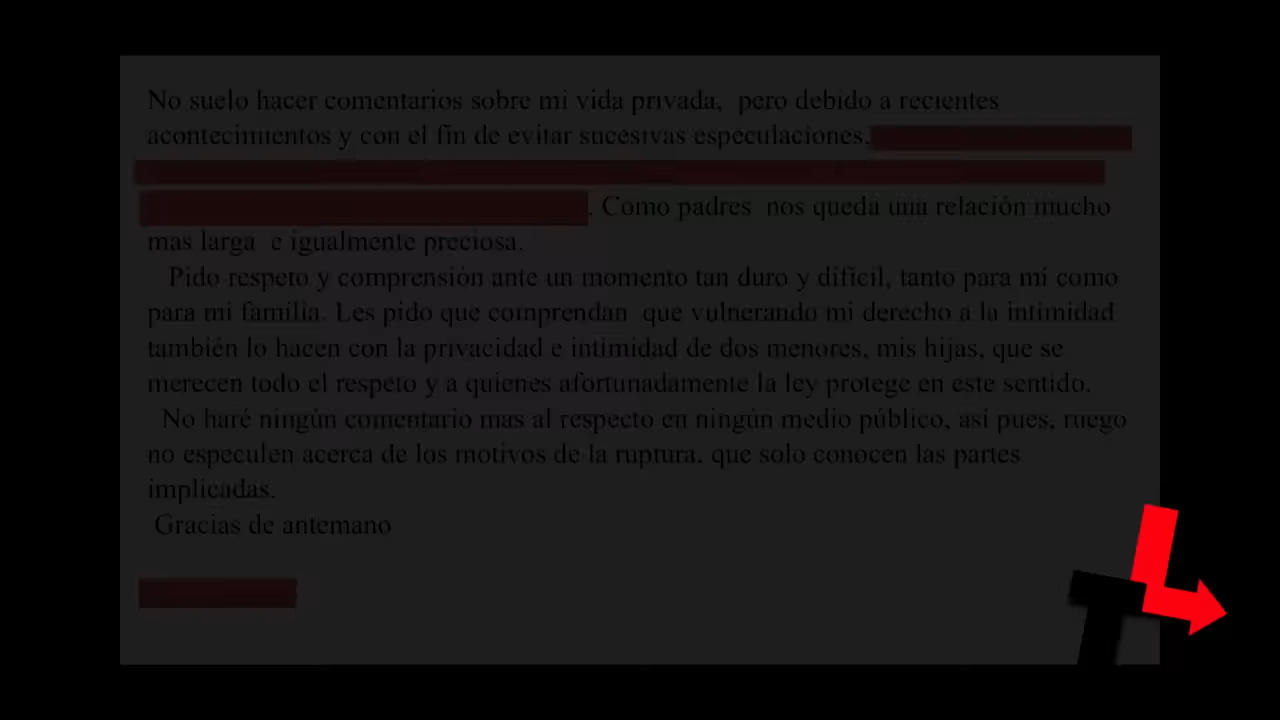 No suelo hacer comentarios sobre mi vida privada, pero debido a recientes
acontecimientos y con el fin de evitar sucesivas especulaciones,
. Como padres nos queda una relación mucho
mas larga e igualmente preciosa.
Pido respeto y comprensión ante un momento tan duro y difícil, tanto para mí como
para mi familia. Les pido que comprendan que vulnerando mi derecho a la intimidad
también lo hacen con la privacidad e intimidad de dos menores, mis hijas, que se
merecen todo el respeto y a quienes afortunadamente la ley protege en este sentido.
No haré ningún comentario mas al respecto en ningún medio público, así pues, ruego
no especulen acerca de los motivos de la ruptura, que solo conocen las partes
implicadas.
Gracias de antemano